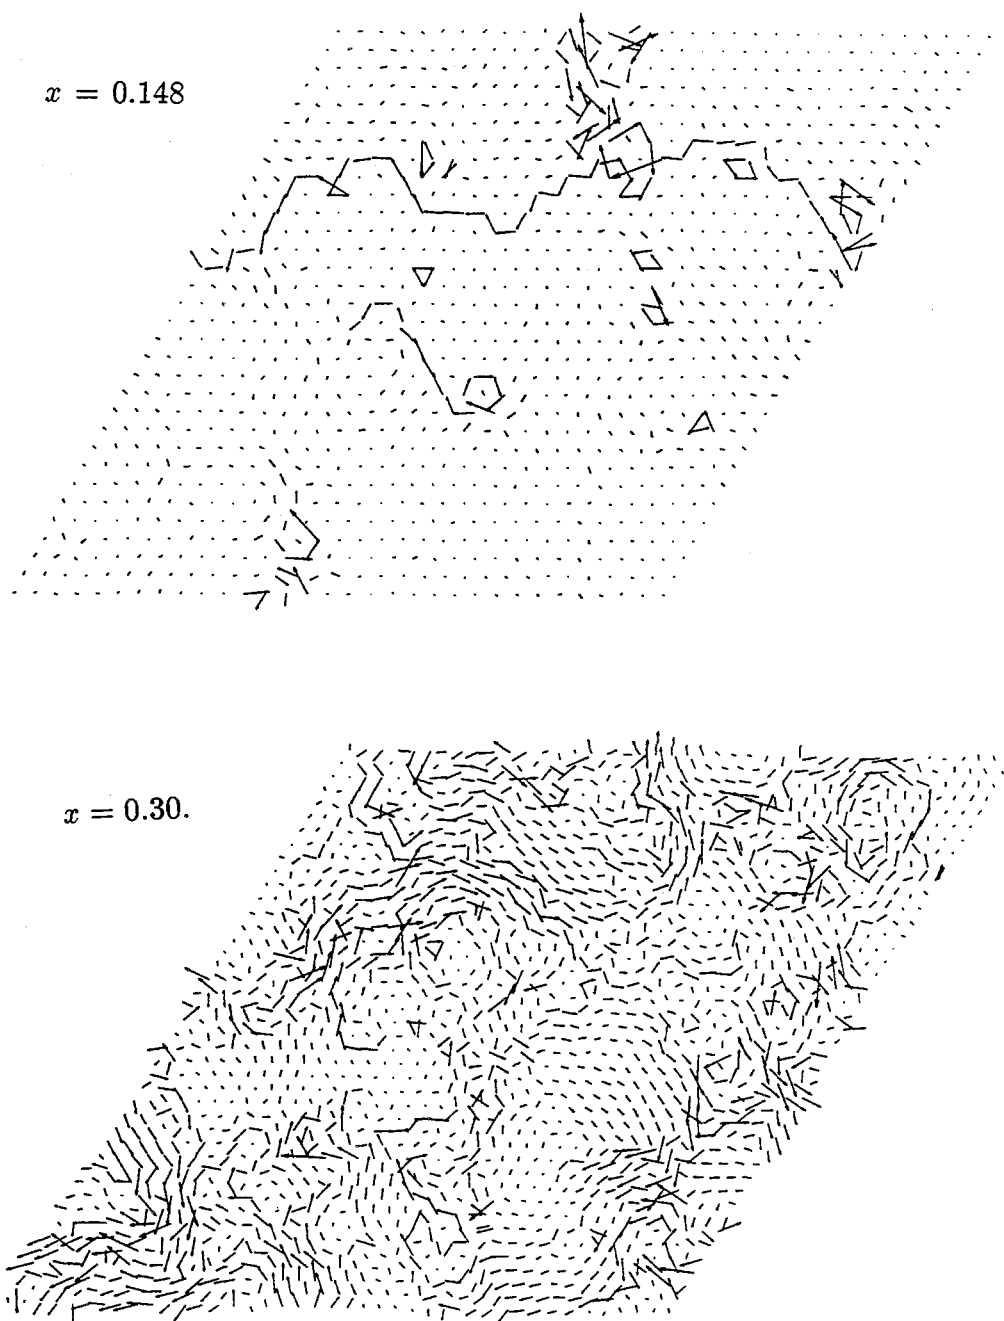 x = 0.148
x = 0.30.